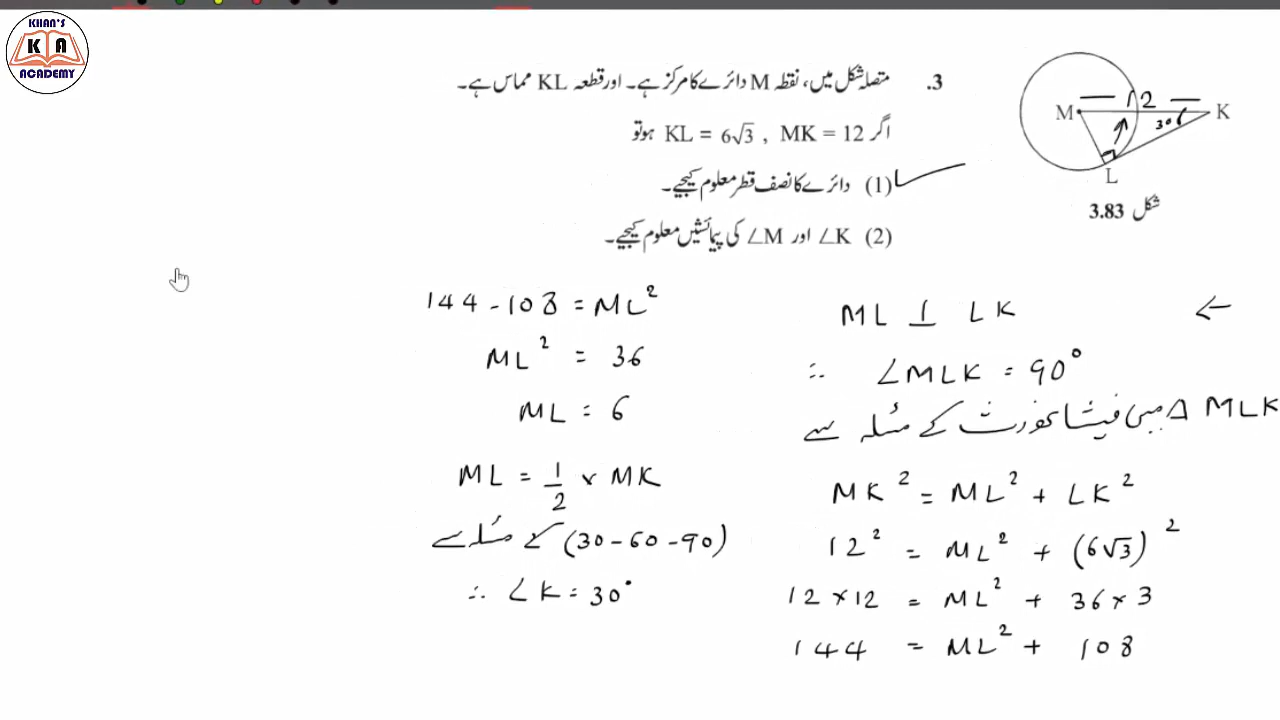 KHAN'S
K A
ACADEMY
3. متصلہ شکل میں، نقطہ M دائرے کا مرکز ہے۔ اور قطعہ KL مماس ہے۔
اگر MK = 12 , KL = 6√3 ہو تو
(1) دائرے کا نصف قطر معلوم کیجیے۔
(2) ∠K اور ∠M کی پیمائشیں معلوم کیجیے۔
M 12 K
30°
L
شکل 3.83
ML ⊥ LK ←
∴ ∠MLK = 90°
△ MLK میں فیثا غورث کے مسئلہ سے
MK² = ML² + LK²
12² = ML² + (6√3)²
12 × 12 = ML² + 36 × 3
144 = ML² + 108
144 - 108 = ML²
ML² = 36
ML = 6
ML = 1/2 × MK
(30 - 60 - 90) کے مسئلہ سے
∴ ∠K = 30°